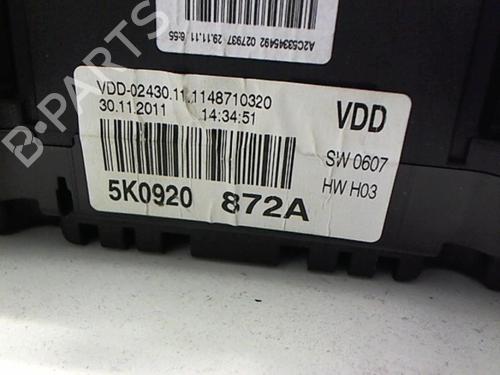 A2C53345492 027937 29.11.11 6:55
VDD-02430.11.1148710320
30.11.2011 14:34:51
VDD
SW 0607
HW H03
5K0920 872A
B-PARTS